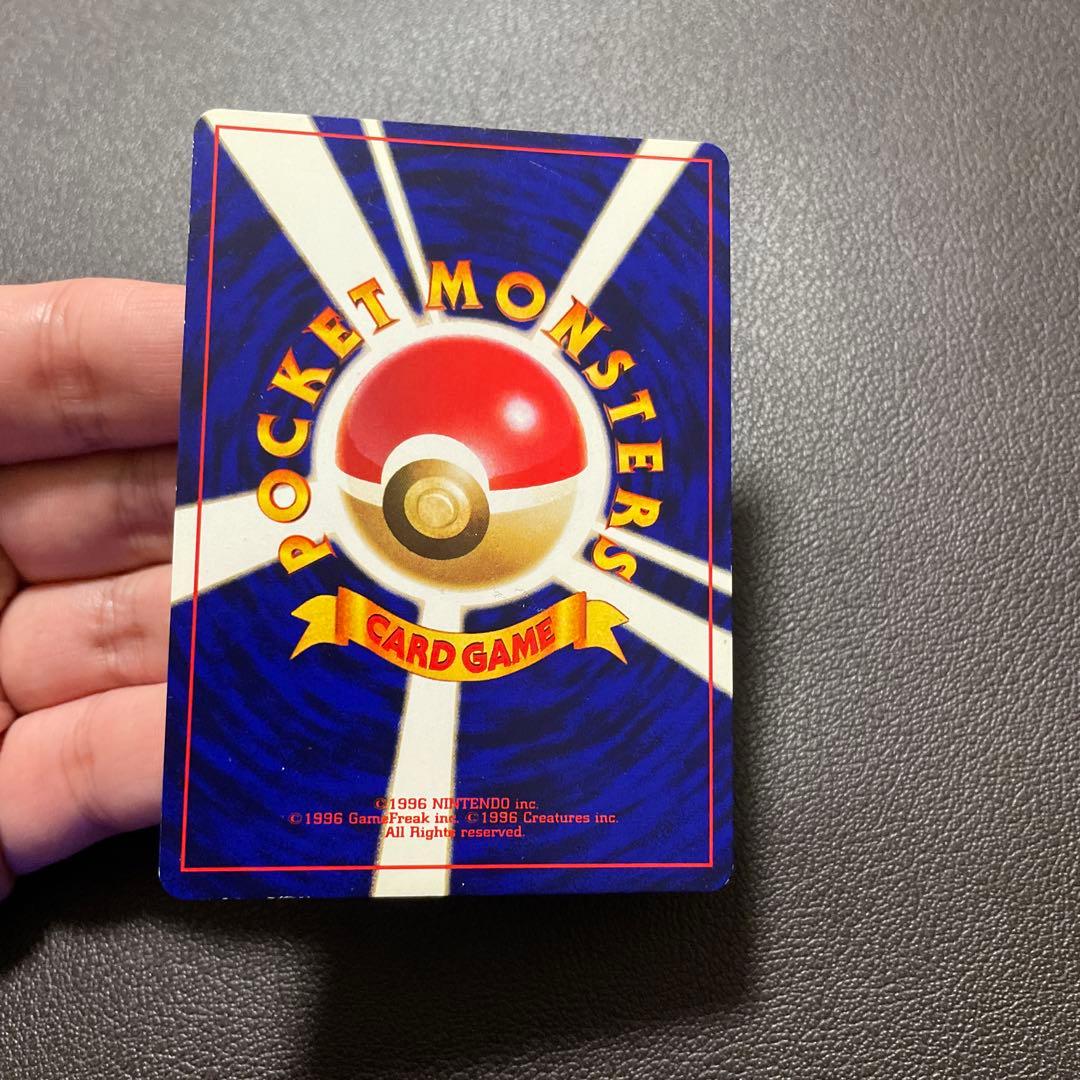 POCKET MONSTERS
CARD GAME
©1996 NINTENDO inc.
©1996 GameFreak inc. ©1996 Creatures inc.
All Rights reserved.